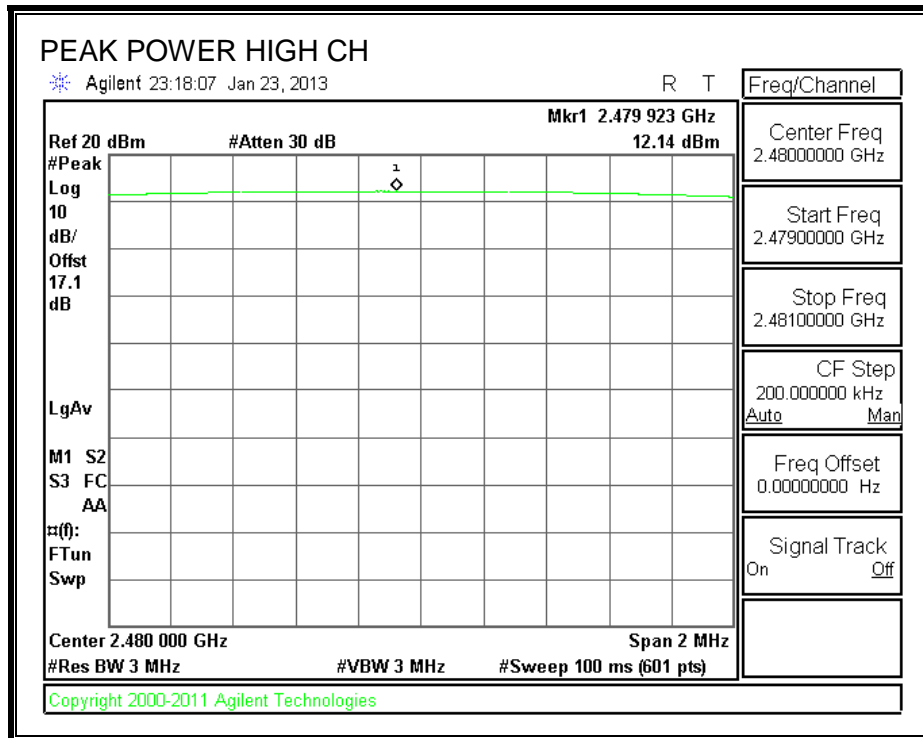 PEAK POWER HIGH CH
Agilent 23:18:07 Jan 23, 2013 R T
Mkr1 2.479 923 GHz
Ref 20 dBm #Atten 30 dB 12.14 dBm
#Peak
Log
10
dB/
Offst
17.1
dB
LgAv
M1 S2
S3 FC
AA
¤(f):
FTun
Swp
1
Center 2.480 000 GHz Span 2 MHz
#Res BW 3 MHz #VBW 3 MHz #Sweep 100 ms (601 pts)
Copyright 2000-2011 Agilent Technologies
Freq/Channel
Center Freq
2.48000000 GHz
Start Freq
2.47900000 GHz
Stop Freq
2.48100000 GHz
CF Step
200.000000 kHz
Auto Man
Freq Offset
0.00000000 Hz
Signal Track
On Off